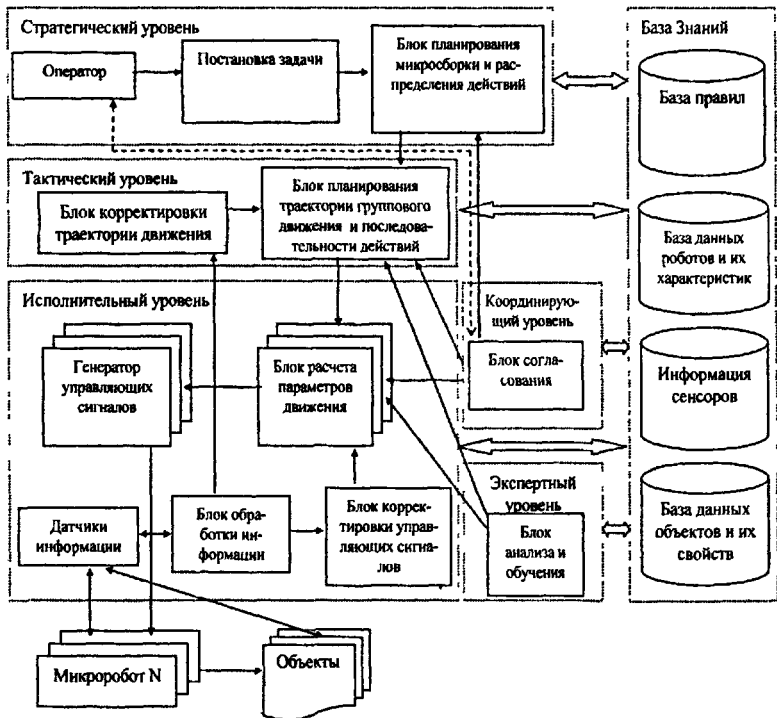 Стратегический уровень
Оператор
Постановка задачи
Блок планирования
микросборки и рас-
пределения действий
База Знаний
База правил
Тактический уровень
Блок корректировки
траектории движения
Блок планирования
траектории группового
движения и последова-
тельности действий
База данных
роботов и их
характеристик
Исполнительный уровень
Генератор
управляющих
сигналов
Блок расчета
параметров
движения
Координирую-
щий уровень
Блок согла-
сования
Информация
сенсоров
Датчики
информации
Блок обра-
ботки ин-
формации
Блок коррек-
тировки управ-
ляющих сигна-
лов
Экспертный
уровень
Блок
анализа и
обучения
База данных
объектов и их
свойств
Микроробот N
Объекты